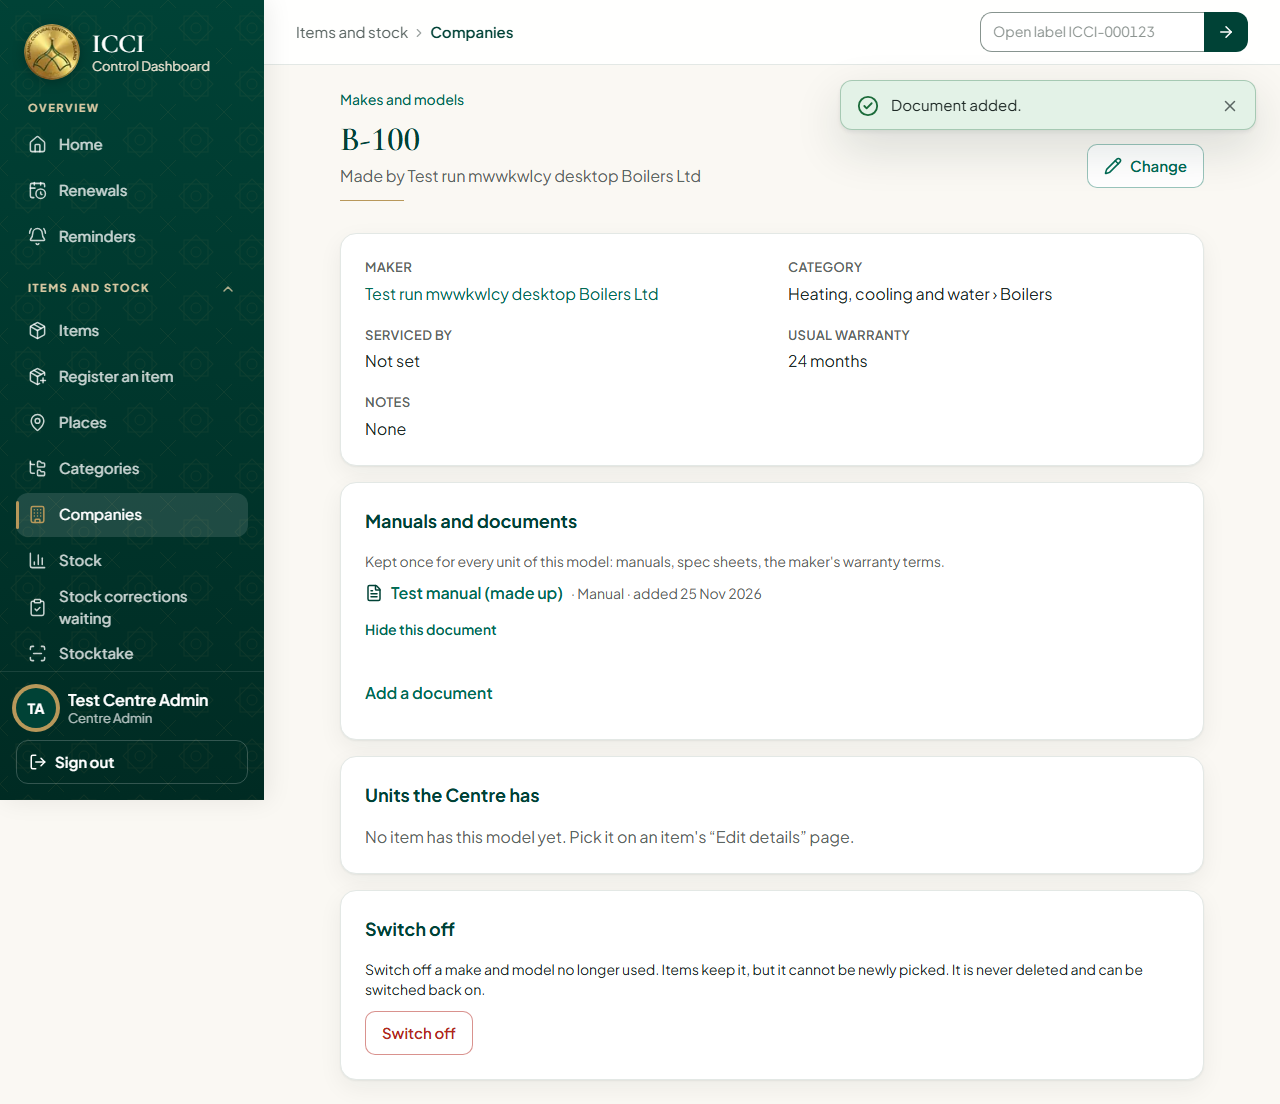 ICCI
Control Dashboard
OVERVIEW
Home
Renewals
Reminders
ITEMS AND STOCK
Items
Register an item
Places
Categories
Companies
Stock
Stock corrections
waiting
Stocktake
TA
Test Centre Admin
Centre Admin
Sign out
Items and stock › Companies
Open label ICCI-000123
Document added.
Makes and models
B-100
Made by Test run mwwkwlcy desktop Boilers Ltd
Change
MAKER
Test run mwwkwlcy desktop Boilers Ltd
CATEGORY
Heating, cooling and water › Boilers
SERVICED BY
Not set
USUAL WARRANTY
24 months
NOTES
None
Manuals and documents
Kept once for every unit of this model: manuals, spec sheets, the maker's warranty terms.
Test manual (made up) · Manual · added 25 Nov 2026
Hide this document
Add a document
Units the Centre has
No item has this model yet. Pick it on an item's “Edit details” page.
Switch off
Switch off a make and model no longer used. Items keep it, but it cannot be newly picked. It is never deleted and can be
switched back on.
Switch off